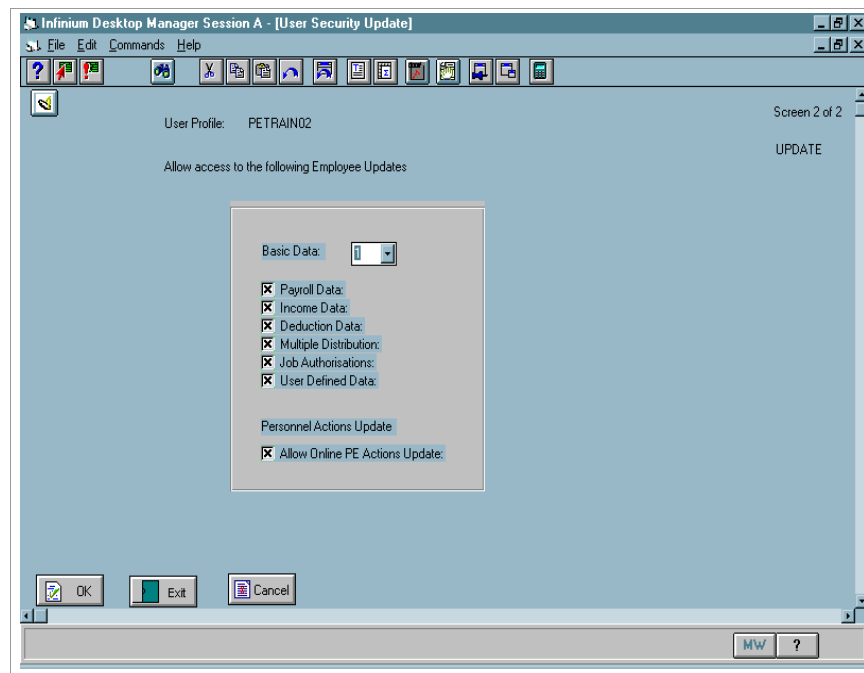 Infinium Desktop Manager Session A - [User Security Update]
File Edit Commands Help
Screen 2 of 2
User Profile: PETRAIN02
UPDATE
Allow access to the following Employee Updates
Basic Data: 1
Payroll Data:
Income Data:
Deduction Data:
Multiple Distribution:
Job Authorisations:
User Defined Data:
Personnel Actions Update
Allow Online PE Actions Update:
OK Exit Cancel
MW ?